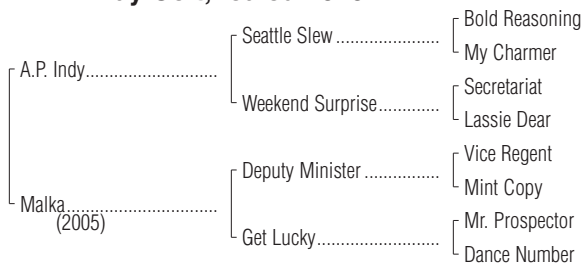 Bold Reasoning
Seattle Slew
My Charmer
A.P. Indy
Secretariat
Weekend Surprise
Lassie Dear
Vice Regent
Deputy Minister
Mint Copy
Malka
(2005)
Mr. Prospector
Get Lucky
Dance Number